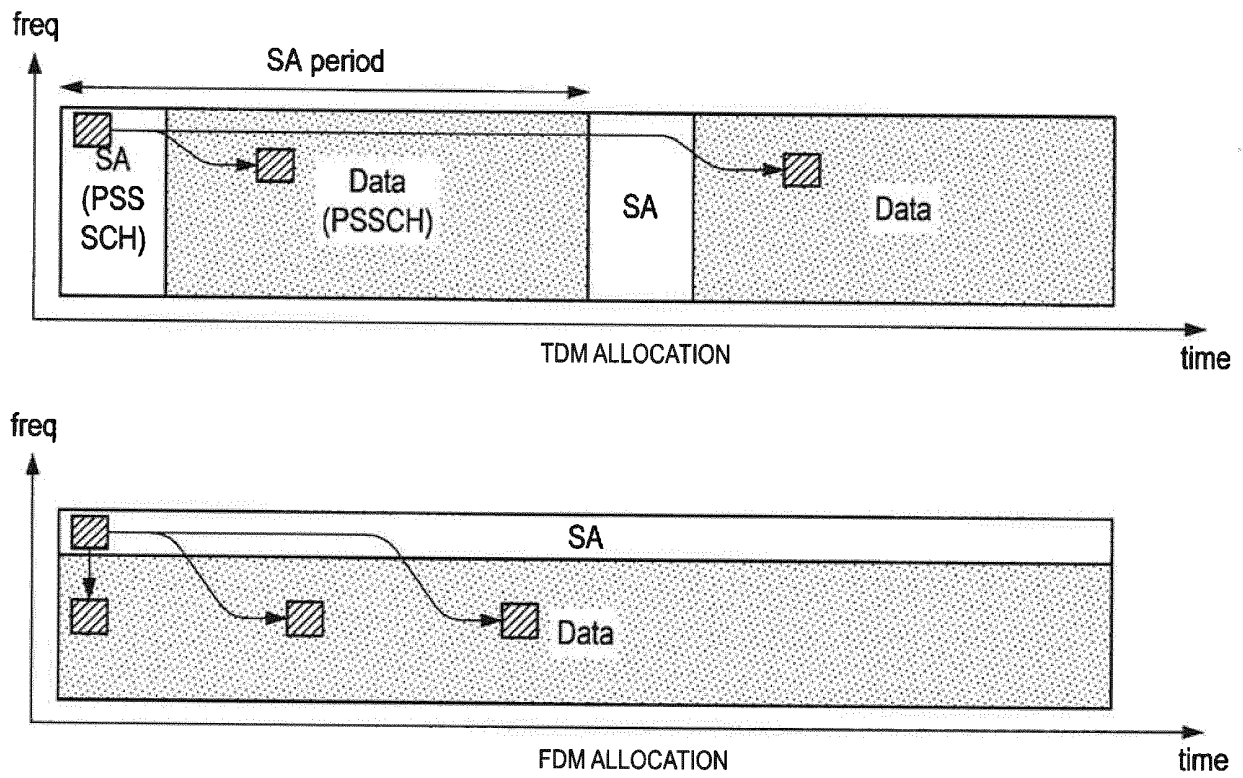 freq
SA period
SA
(PSS
SCH)
Data
(PSSCH)
SA
Data
TDM ALLOCATION
time
freq
SA
Data
FDM ALLOCATION
time